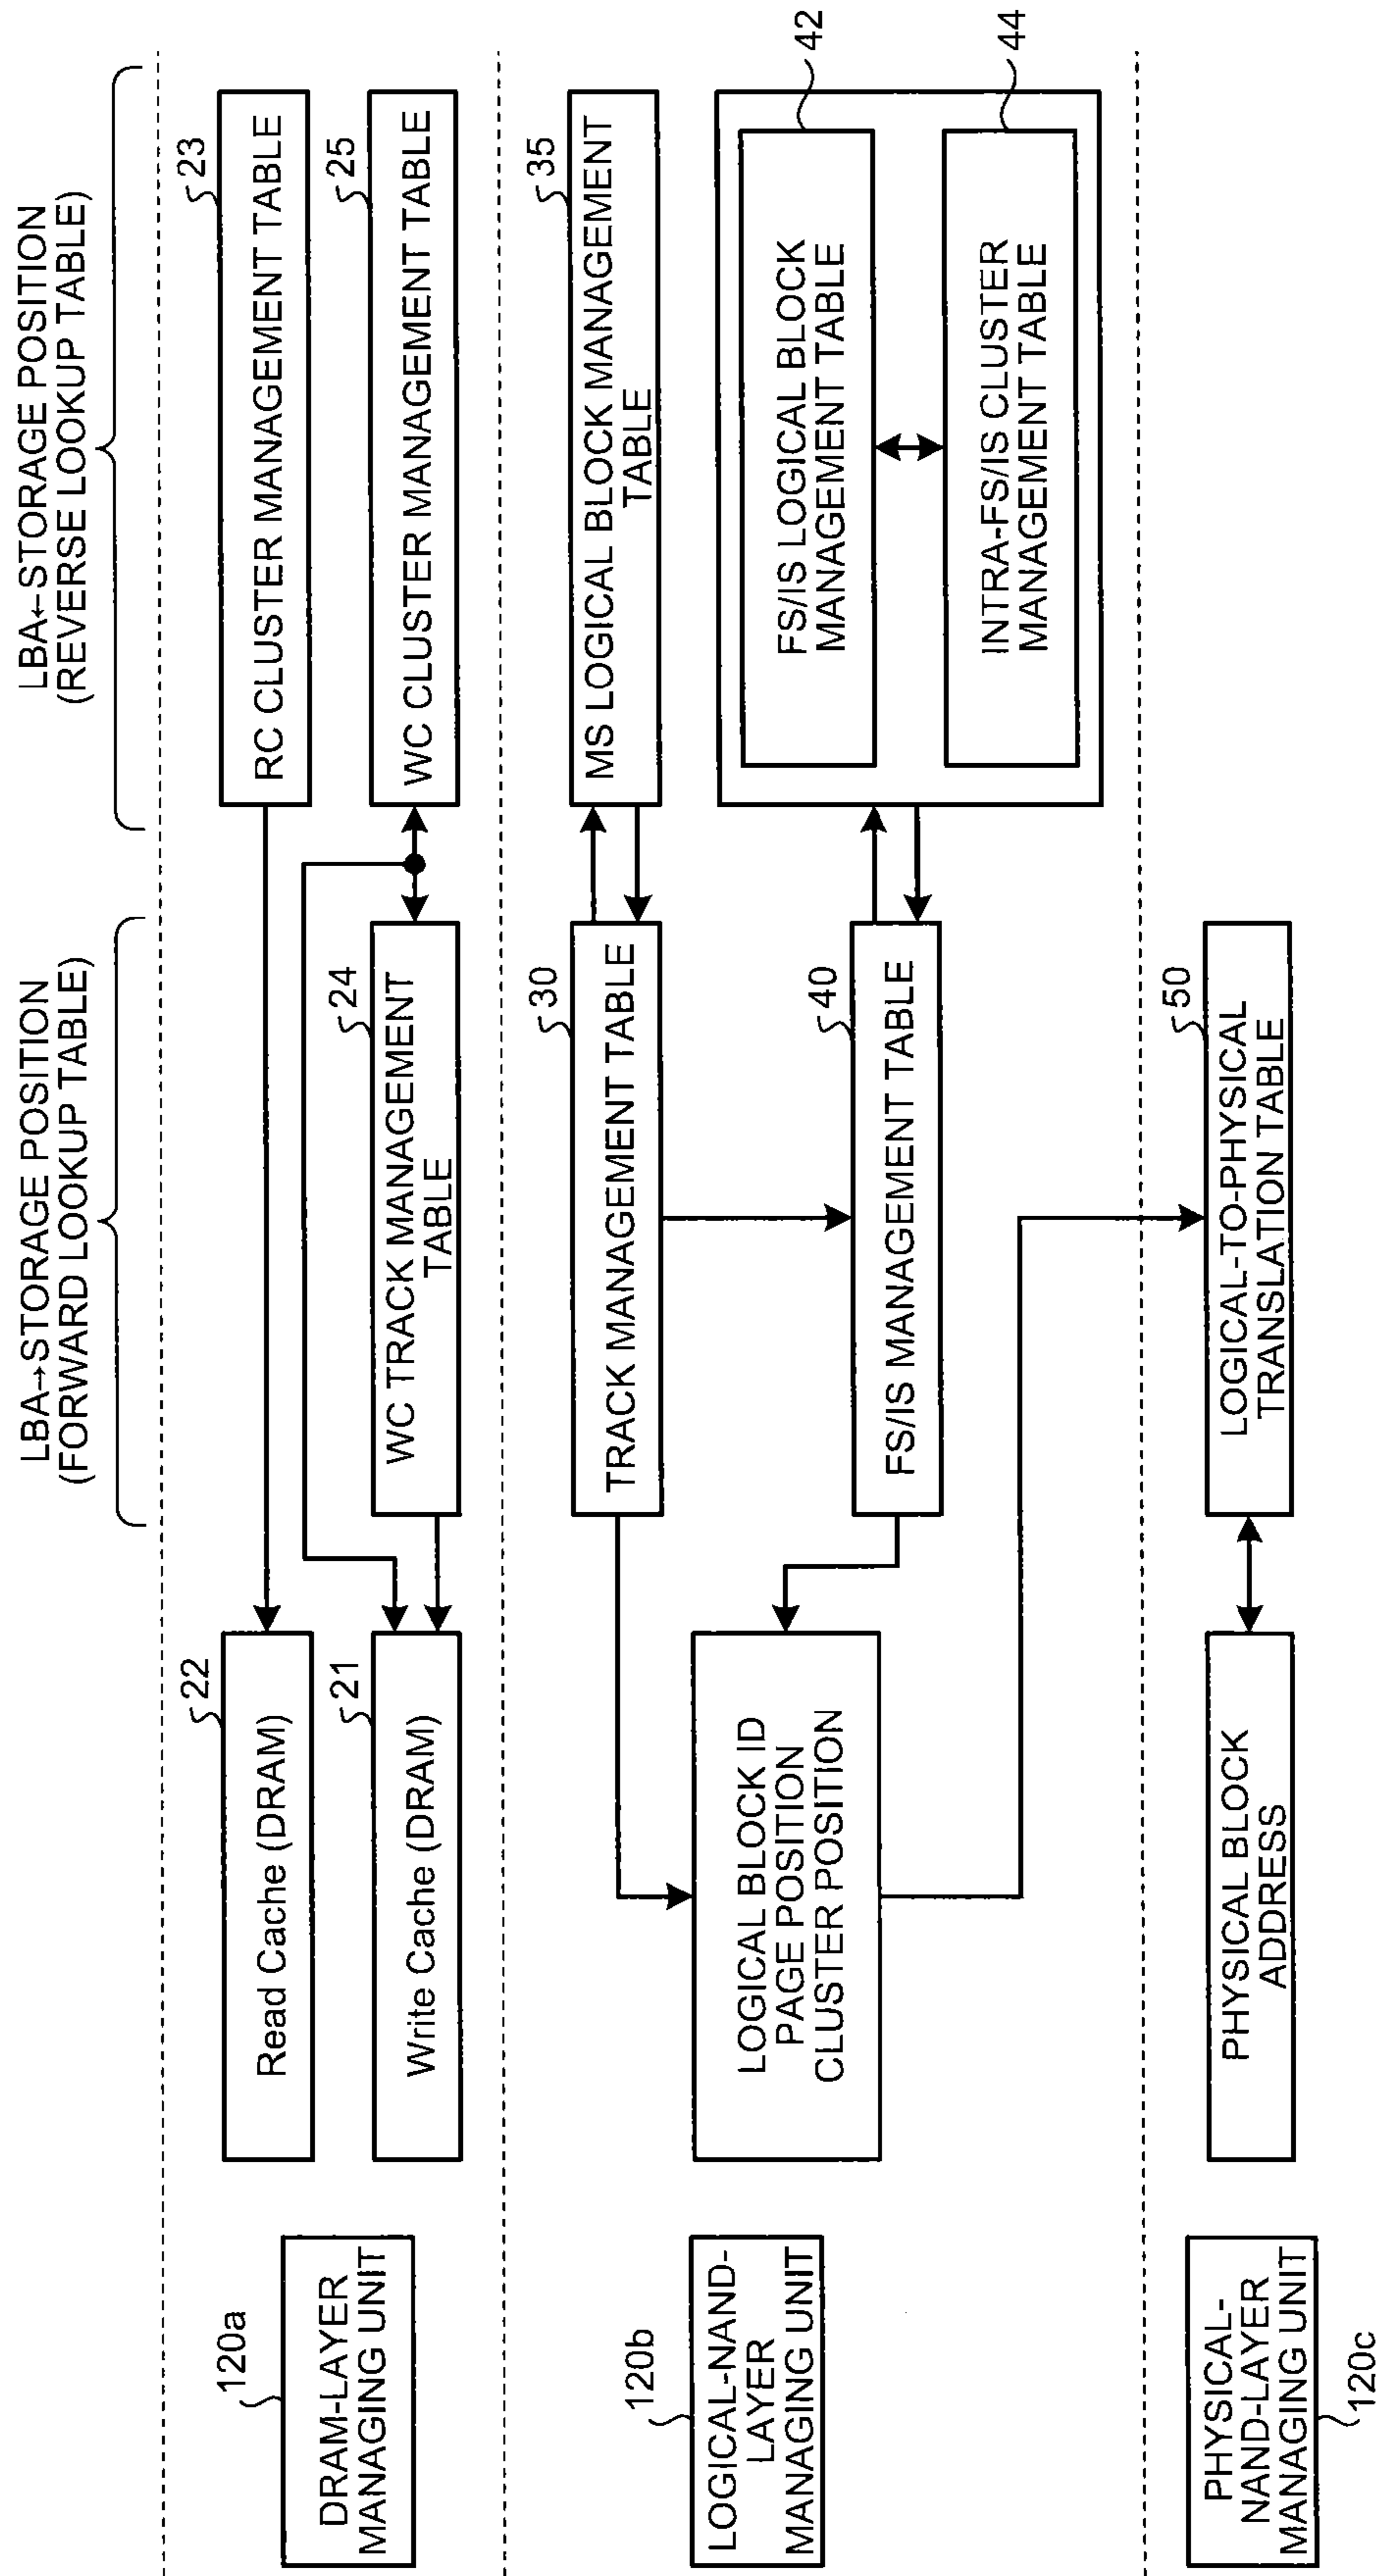 LBA→STORAGE POSITION
(FORWARD LOOKUP TABLE)
LBA←STORAGE POSITION
(REVERSE LOOKUP TABLE)
120a
DRAM-LAYER
MANAGING UNIT
22
Read Cache (DRAM)
21
Write Cache (DRAM)
24
WC TRACK MANAGEMENT
TABLE
23
RC CLUSTER MANAGEMENT TABLE
25
WC CLUSTER MANAGEMENT TABLE
120b
LOGICAL-NAND-
LAYER
MANAGING UNIT
LOGICAL BLOCK ID
PAGE POSITION
CLUSTER POSITION
30
TRACK MANAGEMENT TABLE
40
FS/IS MANAGEMENT TABLE
35
MS LOGICAL BLOCK MANAGEMENT
TABLE
FS/IS LOGICAL BLOCK
MANAGEMENT TABLE
42
INTRA-FS/IS CLUSTER
MANAGEMENT TABLE
44
PHYSICAL-
NAND-LAYER
MANAGING UNIT
120c
PHYSICAL BLOCK
ADDRESS
50
LOGICAL-TO-PHYSICAL
TRANSLATION TABLE